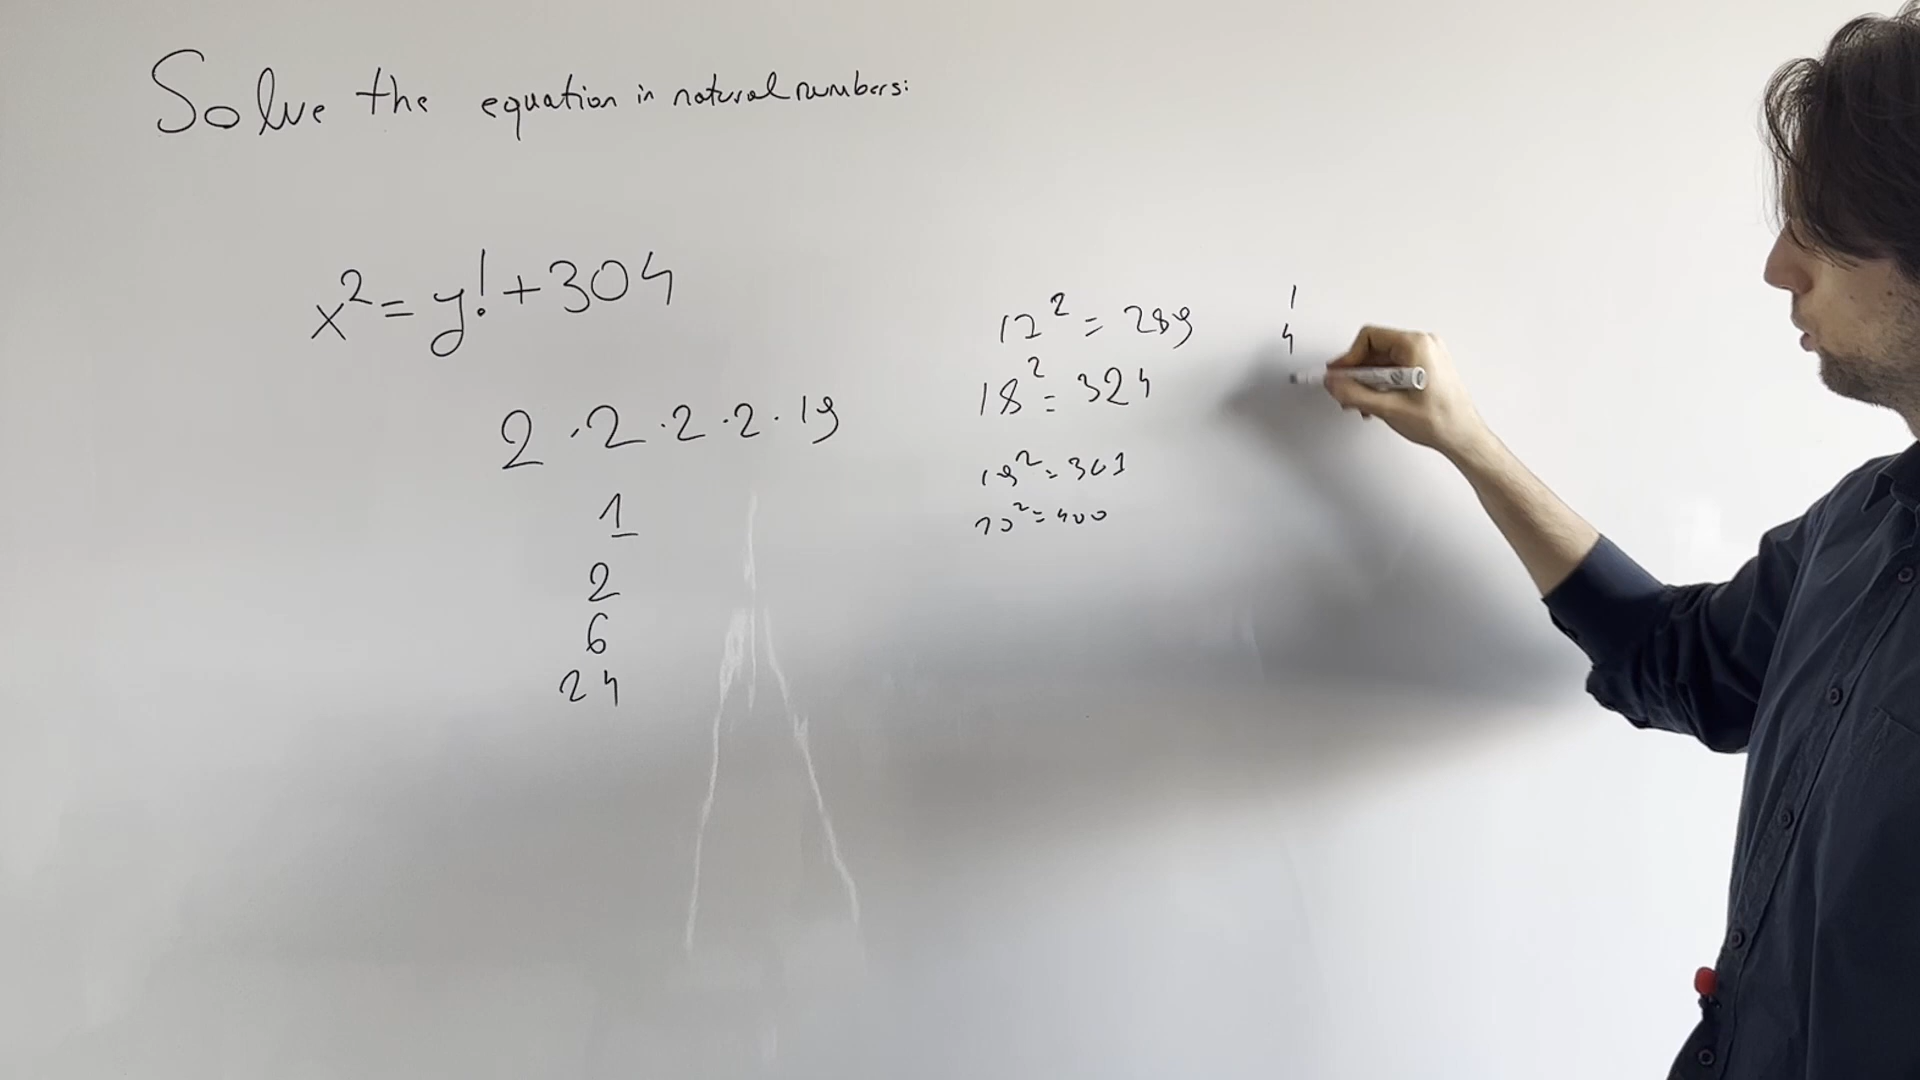 Solve the equation in natural numbers:
x² = y! + 304
2 · 2 · 2 · 2 · 19
1
2
6
24
17² = 289
18² = 324
19² = 361
20² = 400
1
4